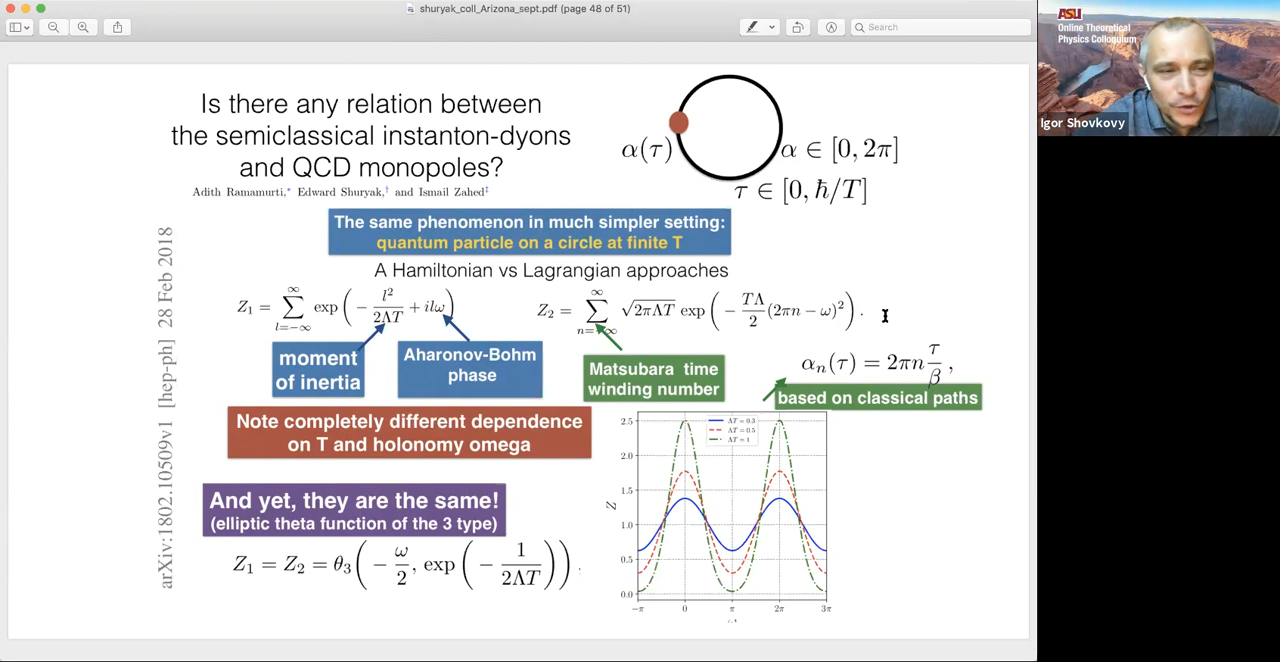 shuryak_coll_Arizona_sept.pdf (page 48 of 51)
Search
ASU
Online Theoretical
Physics Colloquium
Igor Shovkovy
Is there any relation between
the semiclassical instanton-dyons
and QCD monopoles?
Adith Ramamurti,* Edward Shuryak,† and Ismail Zahed‡
α(τ)
α ∈ [0, 2π]
τ ∈ [0, ħ/T]
The same phenomenon in much simpler setting:
quantum particle on a circle at finite T
A Hamiltonian vs Lagrangian approaches
Z₁ = ∑_{l=−∞}^{∞} exp ( − l²/2ΛT + ilω )
Z₂ = ∑_{n=−∞}^{∞} √2πΛT exp ( − TΛ/2 (2πn − ω)² ) .
moment
of inertia
Aharonov-Bohm
phase
Matsubara time
winding number
αₙ(τ) = 2πn τ/β ,
based on classical paths
Note completely different dependence
on T and holonomy omega
And yet, they are the same!
(elliptic theta function of the 3 type)
Z₁ = Z₂ = θ₃( − ω/2, exp ( − 1/2ΛT ) ) .
arXiv:1802.10509v1 [hep-ph] 28 Feb 2018
ΛT = 0.3
ΛT = 0.5
ΛT = 1
2.5
2.0
1.5
1.0
0.5
0.0
Z
−π 0 π 2π 3π